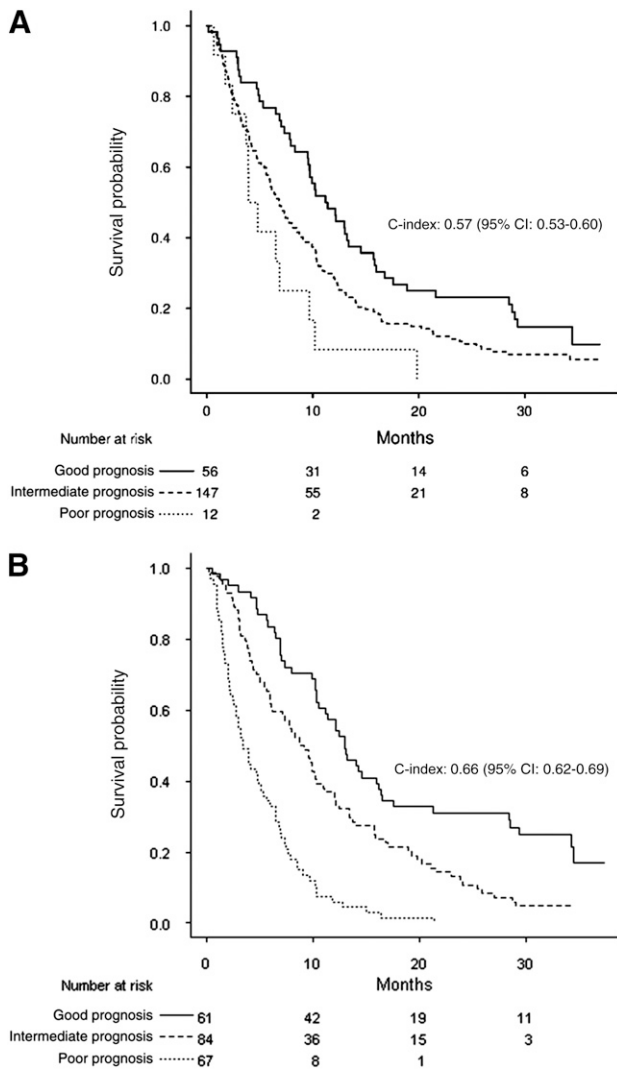 A
1.0
0.8
0.6
0.4
0.2
0.0
Survival probability
C-index: 0.57 (95% CI: 0.53-0.60)
0 10 20 30
Number at risk Months
Good prognosis 56 31 14 6
Intermediate prognosis 147 55 21 8
Poor prognosis 12 2
B
1.0
0.8
0.6
0.4
0.2
0.0
Survival probability
C-index: 0.66 (95% CI: 0.62-0.69)
0 10 20 30
Number at risk Months
Good prognosis 61 42 19 11
Intermediate prognosis 84 36 15 3
Poor prognosis 67 8 1